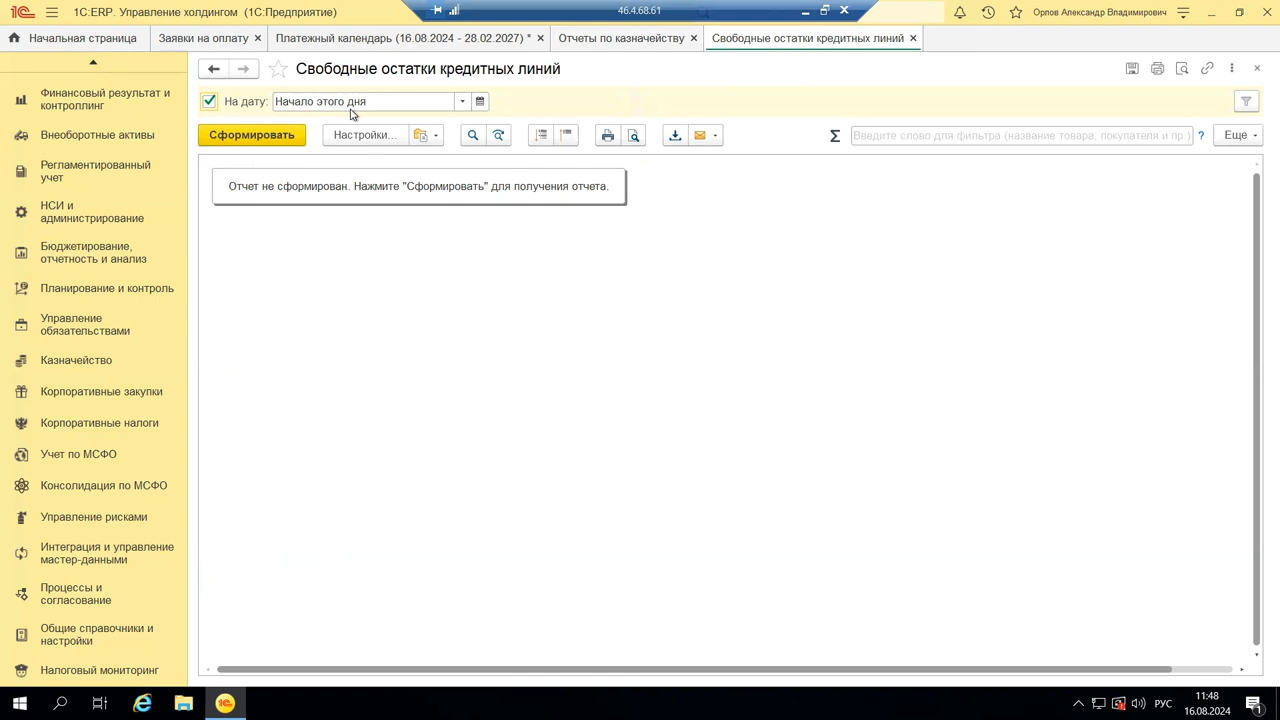 1С:ERP. Управление холдингом (1С:Предприятие)
46.4.68.61
Орлов Александр Владимирович
Начальная страница
Заявки на оплату
Платежный календарь (16.08.2024 - 28.02.2027) *
Отчеты по казначейству
Свободные остатки кредитных линий
Свободные остатки кредитных линий
На дату:
Начало этого дня
Сформировать
Настройки...
Введите слово для фильтра (название товара, покупателя и пр.)
?
Еще
Отчет не сформирован. Нажмите "Сформировать" для получения отчета.
Финансовый результат и
контроллинг
Внеоборотные активы
Регламентированный
учет
НСИ и
администрирование
Бюджетирование,
отчетность и анализ
Планирование и контроль
Управление
обязательствами
Казначейство
Корпоративные закупки
Корпоративные налоги
Учет по МСФО
Консолидация по МСФО
Управление рисками
Интеграция и управление
мастер-данными
Процессы и
согласование
Общие справочники и
настройки
Налоговый мониторинг
РУС
11:48
16.08.2024
1